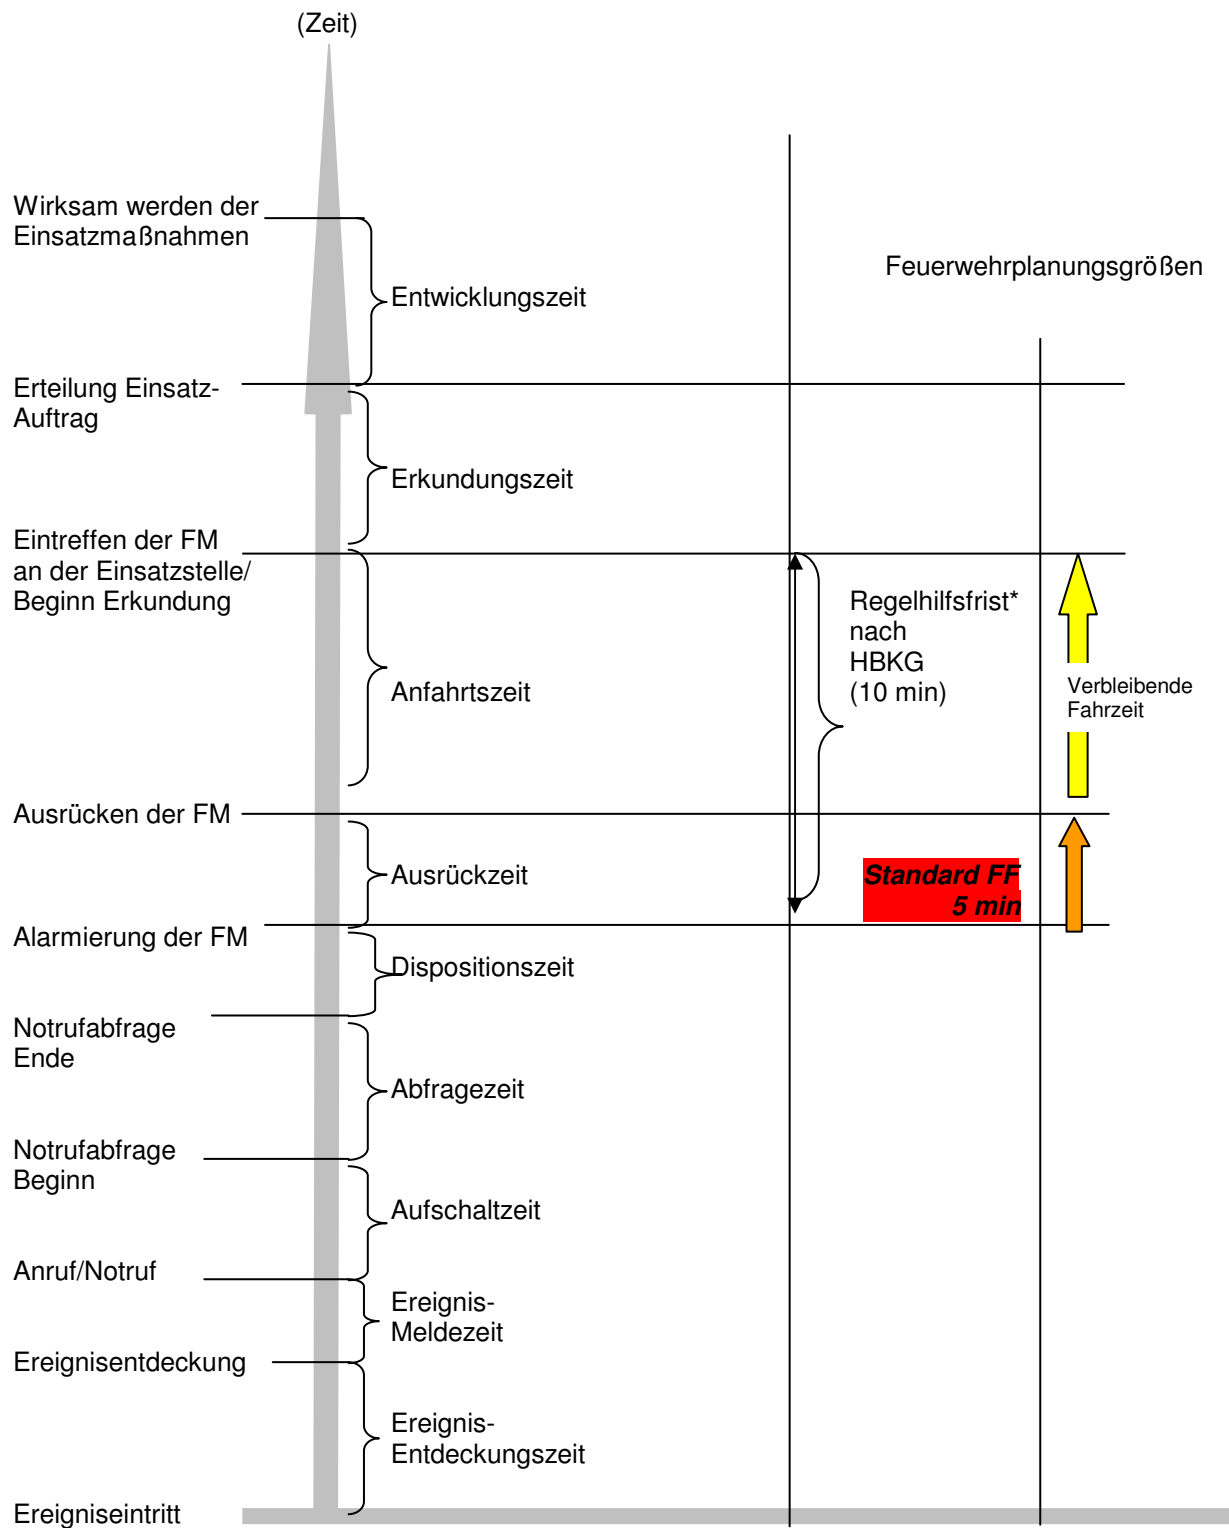 (Zeit)
Wirksam werden der
Einsatzmaßnahmen
Feuerwehrplanungsgrößen
Entwicklungszeit
Erteilung Einsatz-
Auftrag
Erkundungszeit
Eintreffen der FM
an der Einsatzstelle/
Beginn Erkundung
Regelhilfsfrist*
nach
HBKG
(10 min)
Anfahrtszeit
Verbleibende
Fahrzeit
Ausrücken der FM
Ausrückzeit
Standard FF
5 min
Alarmierung der FM
Dispositionszeit
Notrufabfrage
Ende
Abfragezeit
Notrufabfrage
Beginn
Aufschaltzeit
Anruf/Notruf
Ereignis-
Meldezeit
Ereignisentdeckung
Ereignis-
Entdeckungszeit
Ereigniseintritt